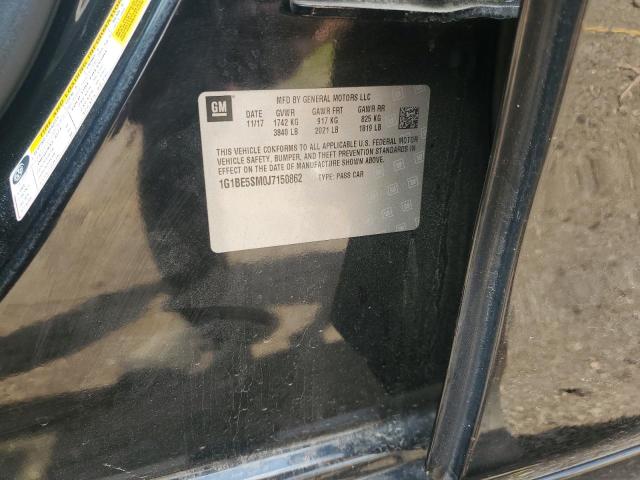 GM
MFD BY GENERAL MOTORS LLC
DATE GVWR GAWR FRT GAWR RR
11/17 1742 KG 917 KG 825 KG
3840 LB 2021 LB 1819 LB
THIS VEHICLE CONFORMS TO ALL APPLICABLE U.S. FEDERAL MOTOR
VEHICLE SAFETY, BUMPER, AND THEFT PREVENTION STANDARDS IN
EFFECT ON THE DATE OF MANUFACTURE SHOWN ABOVE.
1G1BE5SM0J7150862 TYPE: PASS CAR